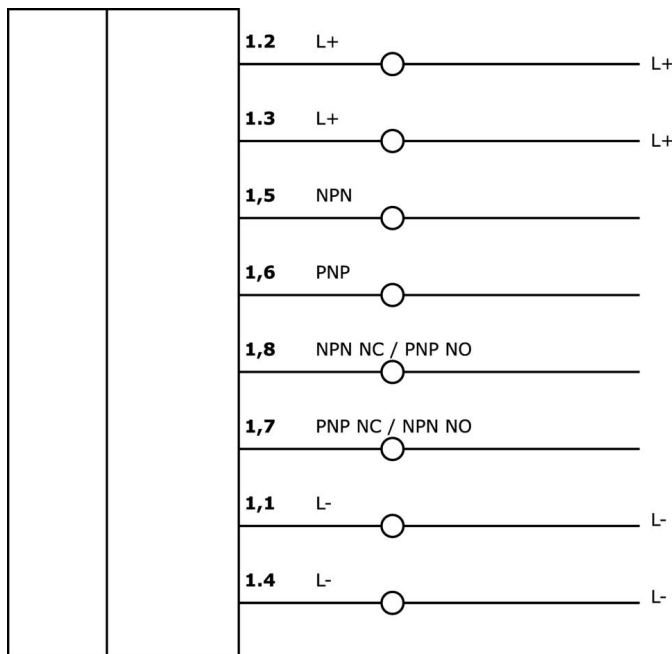 1.2 L+
L+
1.3 L+
L+
1,5 NPN
1,6 PNP
1,8 NPN NC / PNP NO
1,7 PNP NC / NPN NO
1,1 L-
L-
1.4 L-
L-